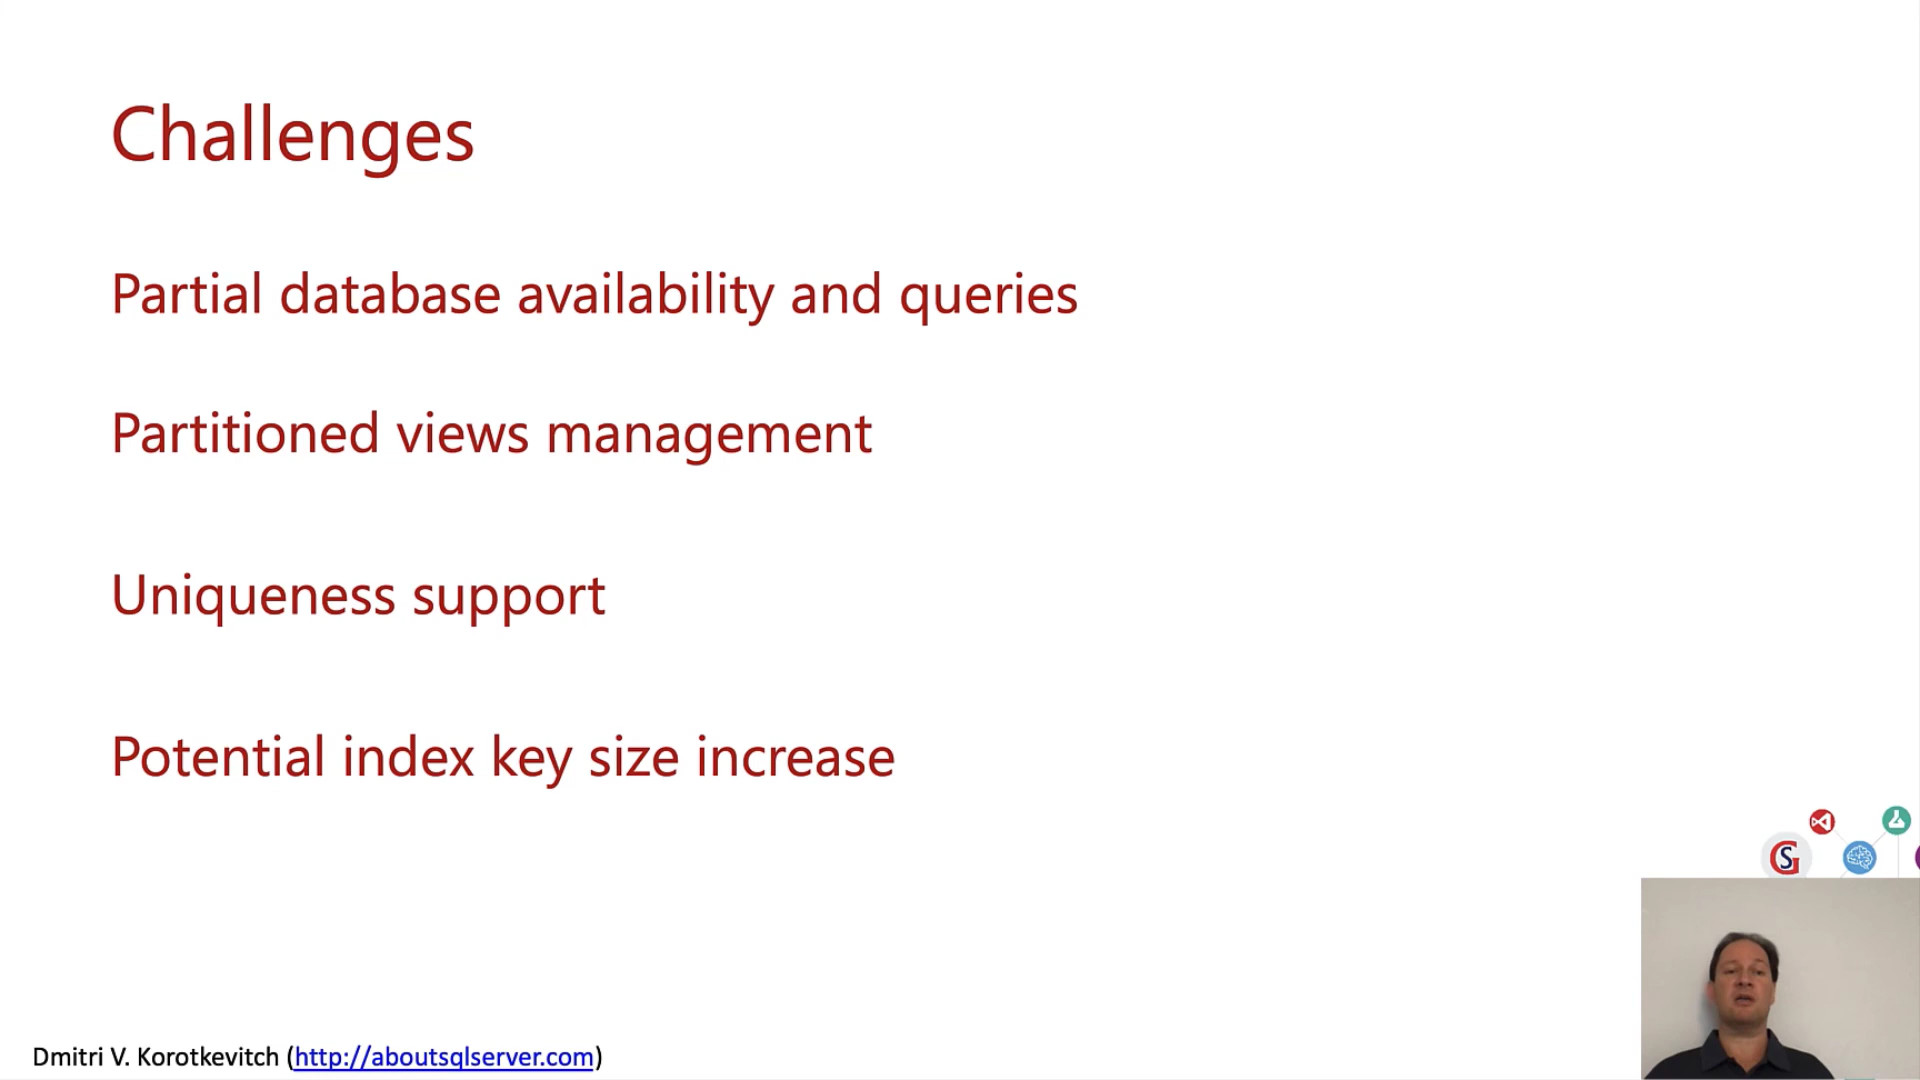 Challenges
Partial database availability and queries
Partitioned views management
Uniqueness support
Potential index key size increase
Dmitri V. Korotkevitch (http://aboutsqlserver.com)